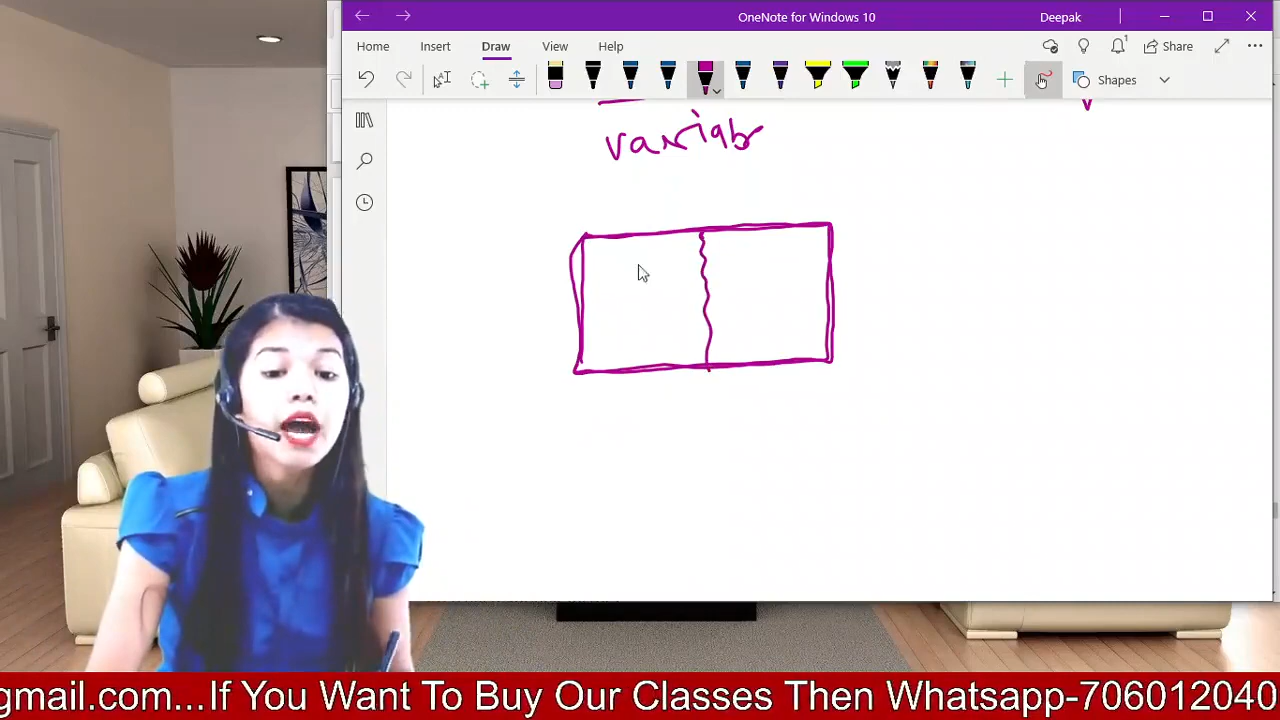 OneNote for Windows 10
Deepak
Home Insert Draw View Help
Share
Shapes
gmail.com...If You Want To Buy Our Classes Then Whatsapp-706012040